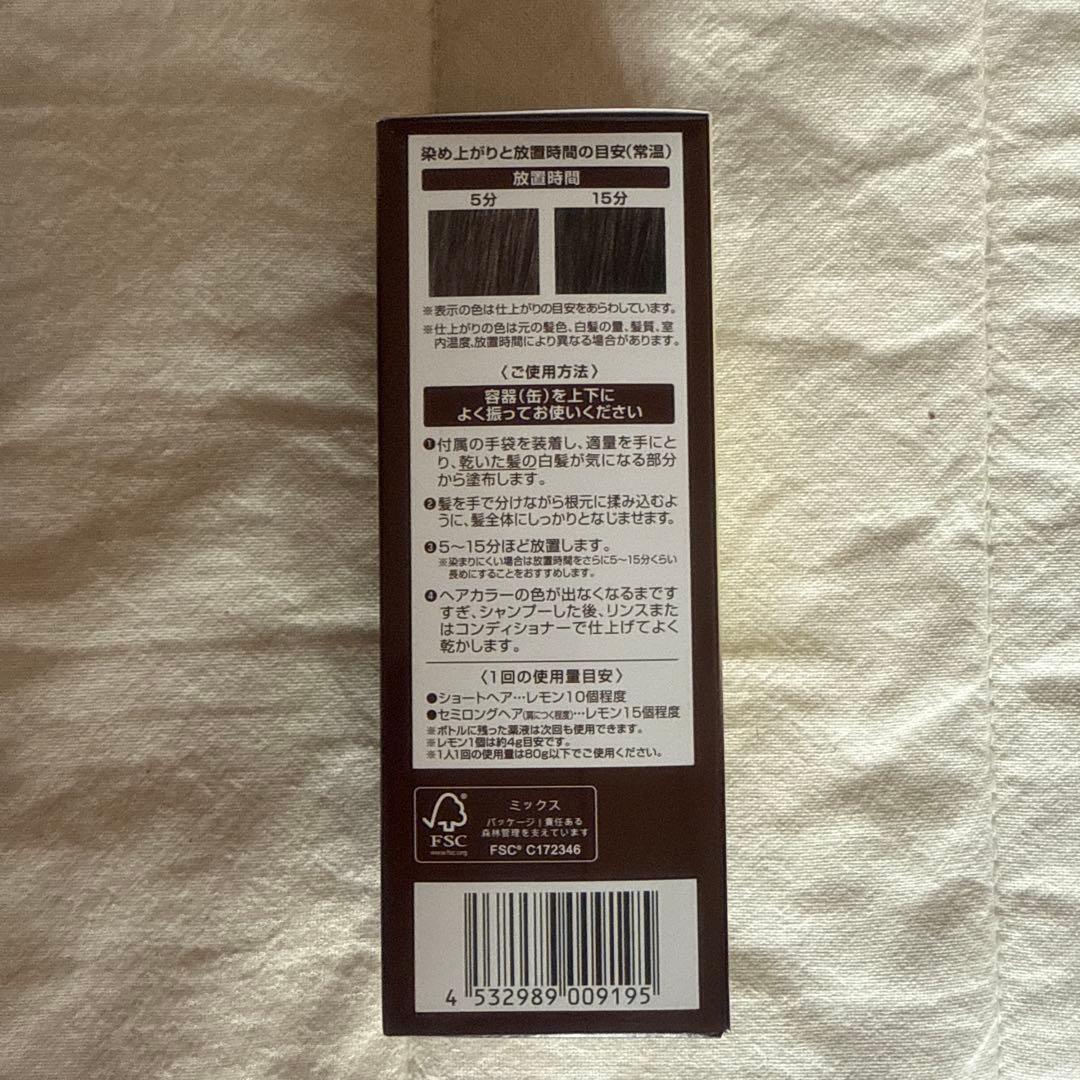 染め上がりと放置時間の目安(常温)
放置時間
5分 15分
※表示の色は仕上がりの目安をあらわしています。
※仕上がりの色は元の髪色、白髪の量、髪質、室
内温度、放置時間により異なる場合があります。
〈ご使用方法〉
容器(缶)を上下に
よく振ってお使いください
❶付属の手袋を装着し、適量を手にと
り、乾いた髪の白髪が気になる部分
から塗布します。
❷髪を手で分けながら根元に揉み込むよ
うに、髪全体にしっかりとなじませます。
❸5〜15分ほど放置します。
※染まりにくい場合は放置時間をさらに5〜15分くらい
長めにすることをおすすめします。
❹ヘアカラーの色が出なくなるまです
すぎ、シャンプーした後、リンスまた
はコンディショナーで仕上げてよく
乾かします。
〈1回の使用量目安〉
●ショートヘア…レモン10個程度
●セミロングヘア(肩につく程度)…レモン15個程度
※ボトルに残った薬液は次回も使用できます。
※レモン1個は約4g目安です。
※1人1回の使用量は80g以下でご使用ください。
ミックス
パッケージ|責任ある
森林管理を支えています
FSC
www.fsc.org
FSC® C172346
4 532989 009195